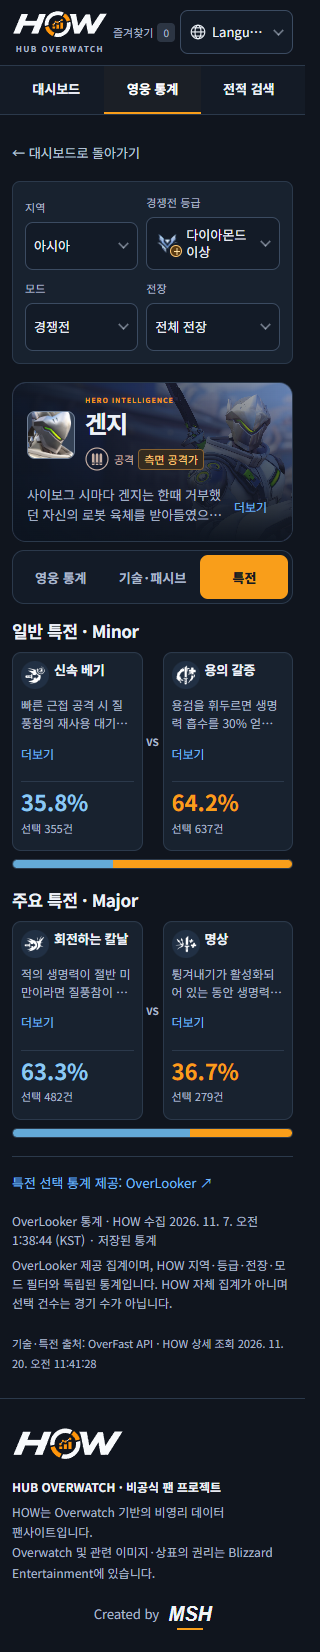 HOW
HUB OVERWATCH
즐겨찾기 0
Langu···
대시보드 영웅 통계 전적 검색
← 대시보드로 돌아가기
지역 경쟁전 등급
아시아 다이아몬드
이상
모드 전장
경쟁전 전체 전장
HERO INTELLIGENCE
겐지
공격 측면 공격가
사이보그 시마다 겐지는 한때 거부했
던 자신의 로봇 육체를 받아들였으…
더보기
영웅 통계 기술·패시브 특전
일반 특전 · Minor
신속 베기
빠른 근접 공격 시 질
풍참의 재사용 대기…
더보기
35.8%
선택 355건
VS
용의 갈증
용검을 휘두르면 생명
력 흡수를 30% 얻…
더보기
64.2%
선택 637건
주요 특전 · Major
회전하는 칼날
적의 생명력이 절반 미
만이라면 질풍참이 …
더보기
63.3%
선택 482건
VS
명상
튕겨내기가 활성화되
어 있는 동안 생명력…
더보기
36.7%
선택 279건
특전 선택 통계 제공: OverLooker ↗
OverLooker 통계 · HOW 수집 2026. 11. 7. 오전
1:38:44 (KST) · 저장된 통계
OverLooker 제공 집계이며, HOW 지역·등급·전장·모
드 필터와 독립된 통계입니다. HOW 자체 집계가 아니며
선택 건수는 경기 수가 아닙니다.
기술·특전 출처: OverFast API · HOW 상세 조회 2026. 11.
20. 오전 11:41:28
HOW
HUB OVERWATCH · 비공식 팬 프로젝트
HOW는 Overwatch 기반의 비영리 데이터
팬사이트입니다.
Overwatch 및 관련 이미지·상표의 권리는 Blizzard
Entertainment에 있습니다.
Created by MSH